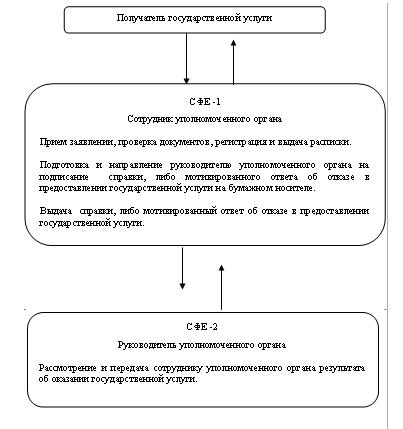 Получатель государственной услуги
СФЕ -1
Сотрудник уполномоченного органа
Прием заявлении, проверка документов, регистрация и выдача расписки.
Подготовка и направление руководителю уполномоченного органа на
подписание справки, либо мотивированного ответа об отказе в
предоставлении государственной услуги на бумажном носителе.
Выдача справки, либо мотивированный ответ об отказе в предоставлении
государственной услуги.
СФЕ -2
Руководитель уполномоченного органа
Рассмотрение и передача сотруднику уполномоченного органа результата
об оказании государственной услуги.